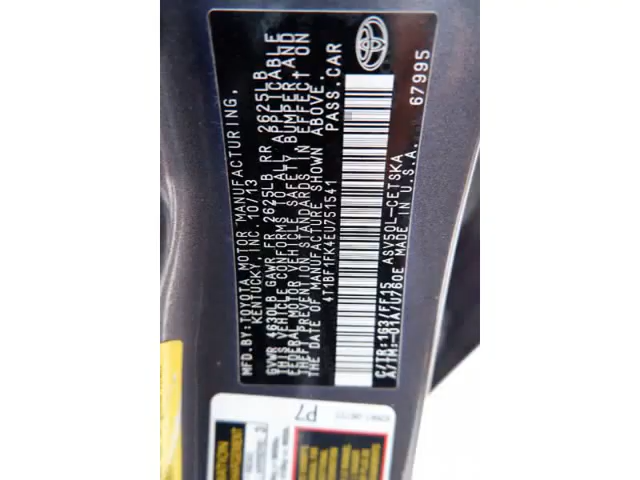 MFD.BY:TOYOTA MOTOR MANUFACTURING,
KENTUCKY,INC. 10/13
GVWR 4630LB GAWR FR 2625LB RR 2625LB
THIS VEHICLE CONFORMS TO ALL APPLICABLE
FEDERAL MOTOR VEHICLE SAFETY, BUMPER,AND
THEFT PREVENTION STANDARDS IN EFFECT ON
THE DATE OF MANUFACTURE SHOWN ABOVE.
4T1BF1FK4EU751541 PASS.CAR
C/TR:1G3/FF15 ASV50L-CETSKA
A/TM:-01A/U760E MADE IN U.S.A.
67995
P7